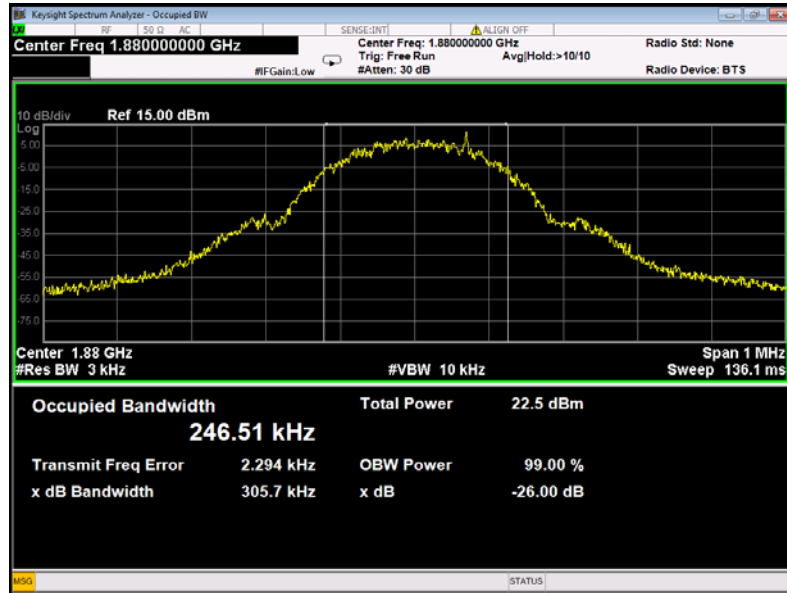 Keysight Spectrum Analyzer - Occupied BW
RF 50 Ω AC SENSE:INT ALIGN OFF
Center Freq 1.880000000 GHz Center Freq: 1.880000000 GHz Radio Std: None
Trig: Free Run Avg|Hold:>10/10
#IFGain:Low #Atten: 30 dB Radio Device: BTS
10 dB/div Ref 15.00 dBm
Log
5.00
-5.00
-15.0
-25.0
-35.0
-45.0
-55.0
-65.0
-75.0
Center 1.88 GHz Span 1 MHz
#Res BW 3 kHz #VBW 10 kHz Sweep 136.1 ms
Occupied Bandwidth Total Power 22.5 dBm
246.51 kHz
Transmit Freq Error 2.294 kHz OBW Power 99.00 %
x dB Bandwidth 305.7 kHz x dB -26.00 dB
MSG STATUS